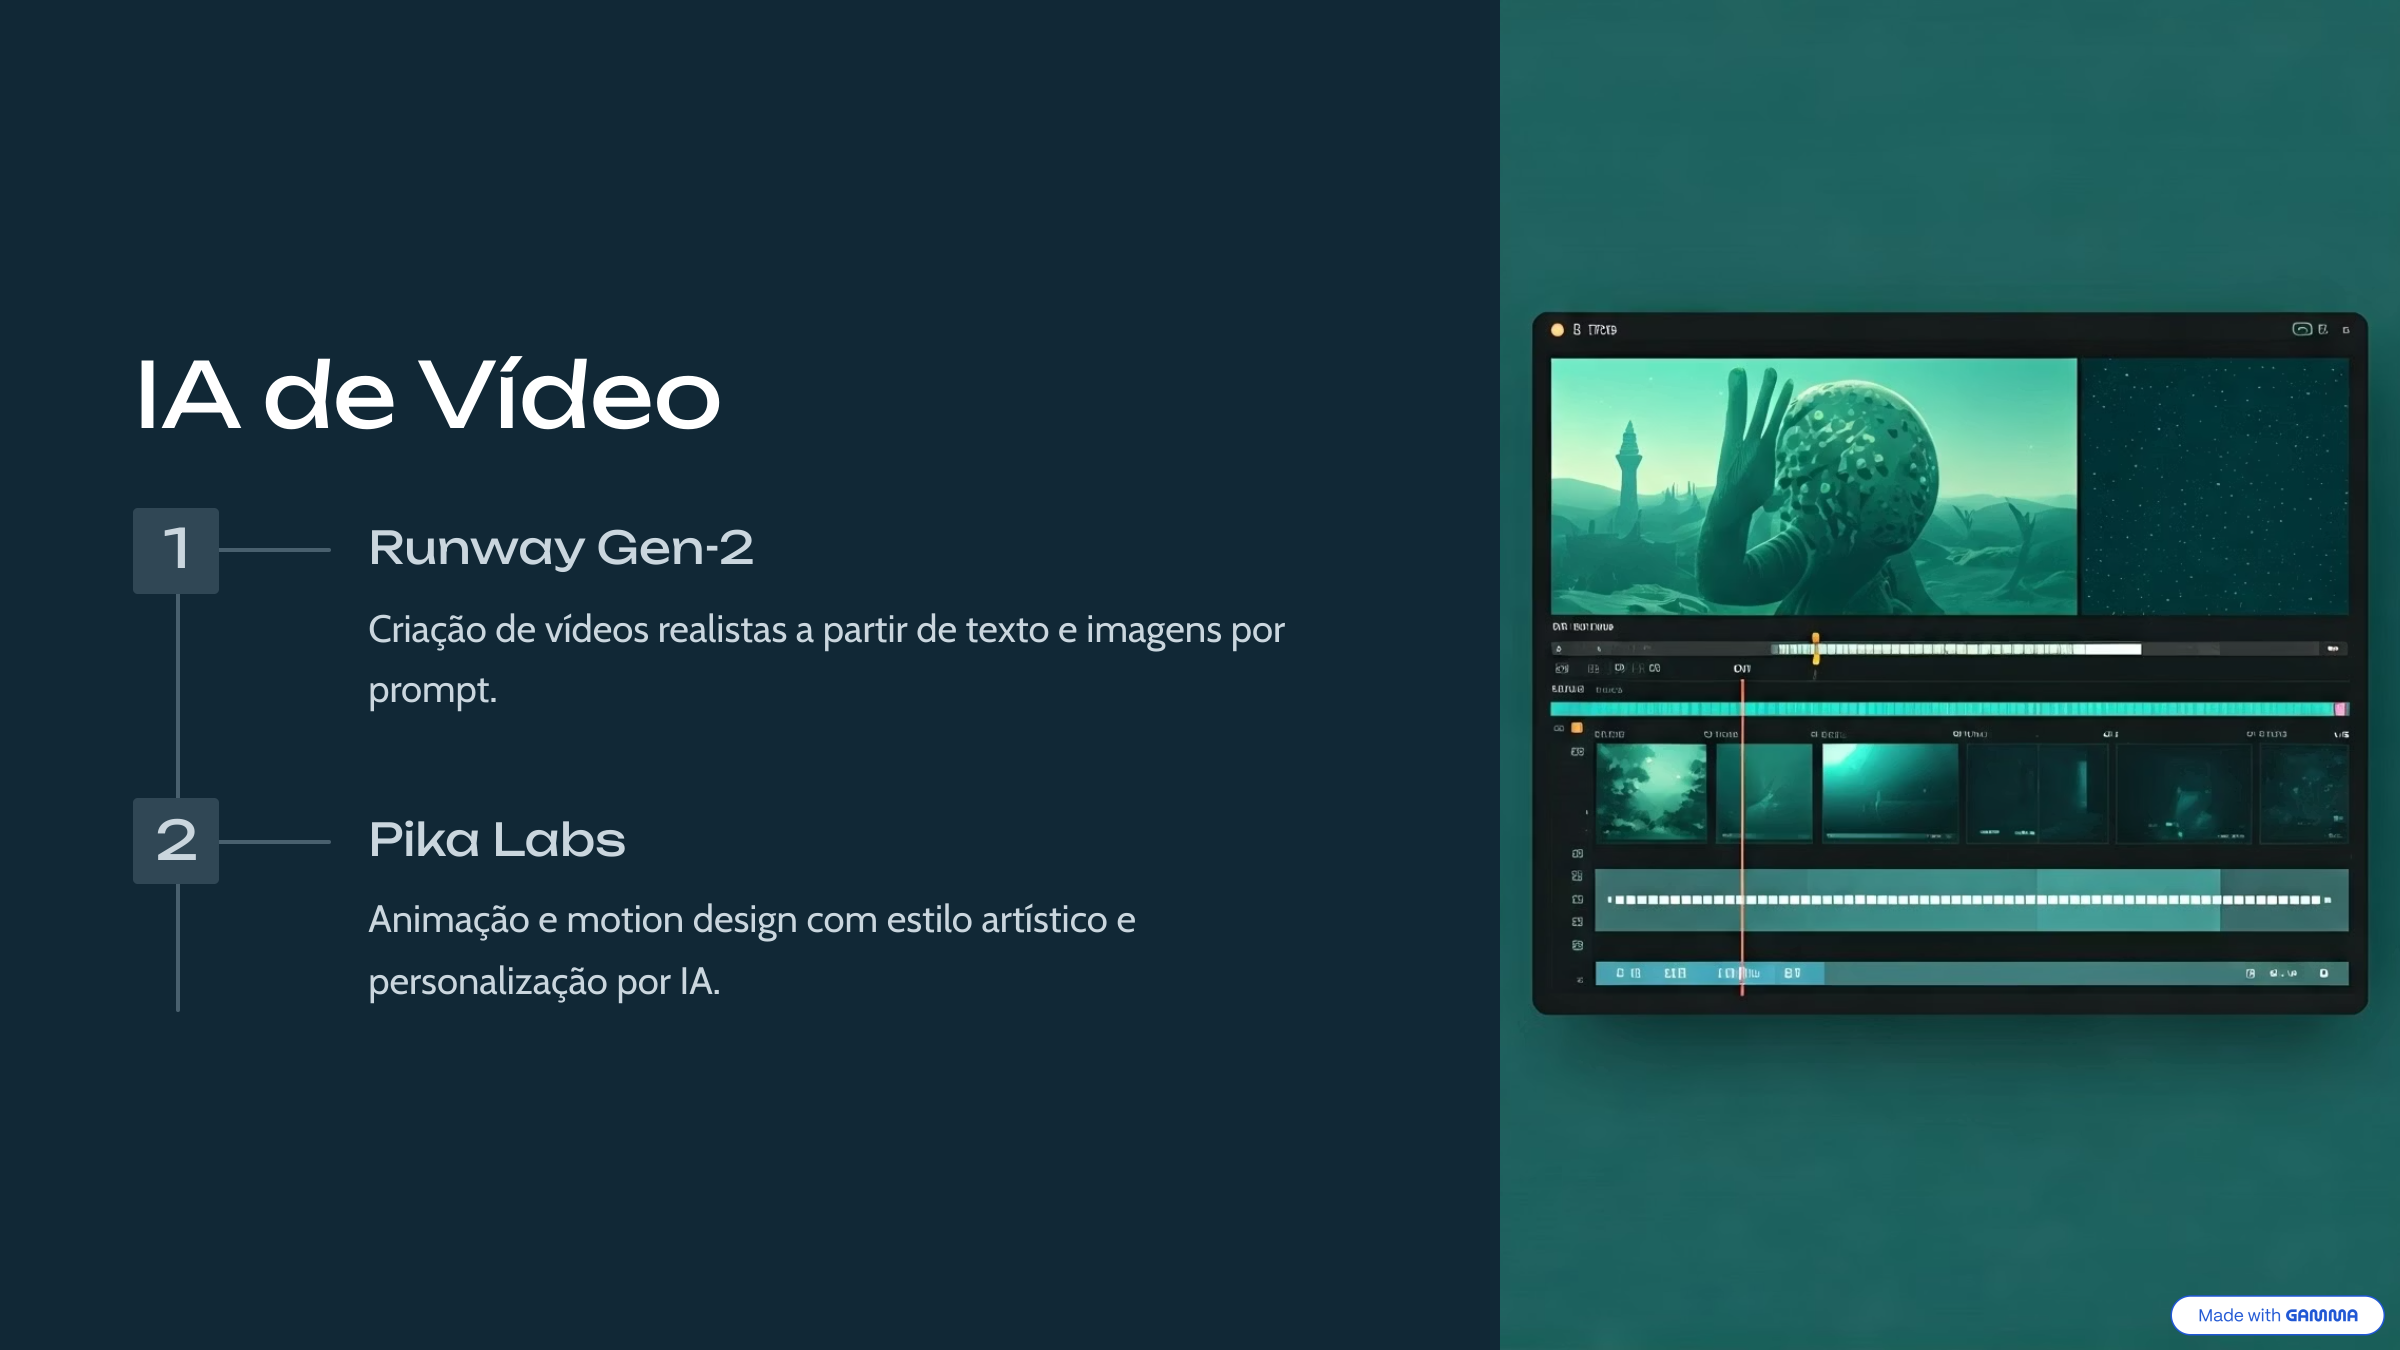 IA de Vídeo
1
Runway Gen-2
Criação de vídeos realistas a partir de texto e imagens por
prompt.
2
Pika Labs
Animação e motion design com estilo artístico e
personalização por IA.
Made with GAMMA